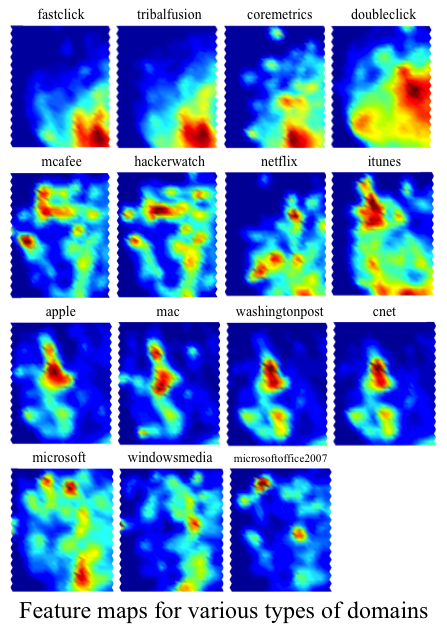 fastclick tribalfusion coremetrics doubleclick
mcafee hackerwatch netflix itunes
apple mac washingtonpost cnet
microsoft windowsmedia microsoftoffice2007
Feature maps for various types of domains